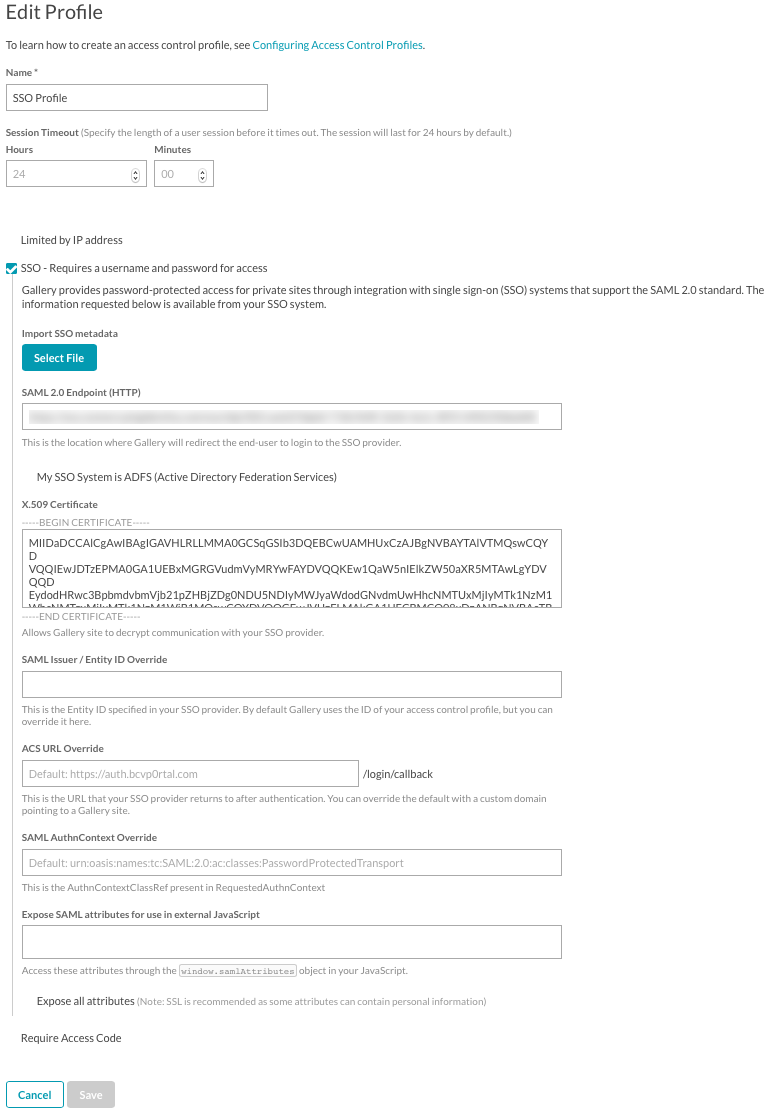 Edit Profile
To learn how to create an access control profile, see Configuring Access Control Profiles.
Name *
SSO Profile
Session Timeout (Specify the length of a user session before it times out. The session will last for 24 hours by default.)
Hours Minutes
24 00
Limited by IP address
SSO - Requires a username and password for access
Gallery provides password-protected access for private sites through integration with single sign-on (SSO) systems that support the SAML 2.0 standard. The
information requested below is available from your SSO system.
Import SSO metadata
Select File
SAML 2.0 Endpoint (HTTP)
This is the location where Gallery will redirect the end-user to login to the SSO provider.
My SSO System is ADFS (Active Directory Federation Services)
X.509 Certificate
-----BEGIN CERTIFICATE-----
MIIDaDCCAlCgAwIBAgIGAVHLRLLMMA0GCSqGSIb3DQEBCwUAMHUxCzAJBgNVBAYTAlVTMQswCQY
D
VQQIEwJDTzEPMA0GA1UEBxMGRGVudmVyMRYwFAYDVQQKEw1QaW5nIElkZW50aXR5MTAwLgYDV
QQD
EydodHRwc3BpbmdvbmVjb21pZHBjZDg0NDU5NDIyMWJyaWdodGNvdmUwHhcNMTUxMjIyMTk1NzM1
-----END CERTIFICATE-----
Allows Gallery site to decrypt communication with your SSO provider.
SAML Issuer / Entity ID Override
This is the Entity ID specified in your SSO provider. By default Gallery uses the ID of your access control profile, but you can
override it here.
ACS URL Override
Default: https://auth.bcvp0rtal.com /login/callback
This is the URL that your SSO provider returns to after authentication. You can override the default with a custom domain
pointing to a Gallery site.
SAML AuthnContext Override
Default: urn:oasis:names:tc:SAML:2.0:ac:classes:PasswordProtectedTransport
This is the AuthnContextClassRef present in RequestedAuthnContext
Expose SAML attributes for use in external JavaScript
Access these attributes through the window.samlAttributes object in your JavaScript.
Expose all attributes (Note: SSL is recommended as some attributes can contain personal information)
Require Access Code
Cancel Save